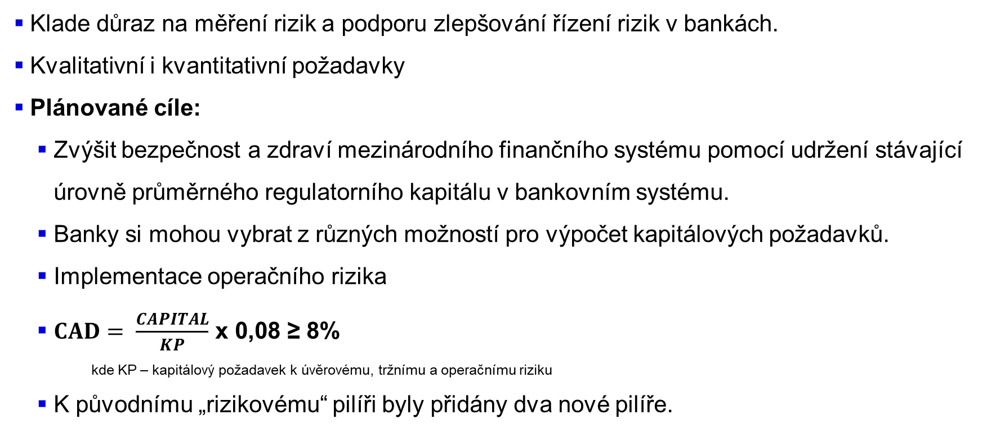 ▪ Klade důraz na měření rizik a podporu zlepšování řízení rizik v bankách.
▪ Kvalitativní i kvantitativní požadavky
▪ Plánované cíle:
▪ Zvýšit bezpečnost a zdraví mezinárodního finančního systému pomocí udržení stávající
úrovně průměrného regulatorního kapitálu v bankovním systému.
▪ Banky si mohou vybrat z různých možností pro výpočet kapitálových požadavků.
▪ Implementace operačního rizika
▪ CAD = CAPITAL/KP x 0,08 ≥ 8%
kde KP – kapitálový požadavek k úvěrovému, tržnímu a operačnímu riziku
▪ K původnímu „rizikovému“ pilíři byly přidány dva nové pilíře.